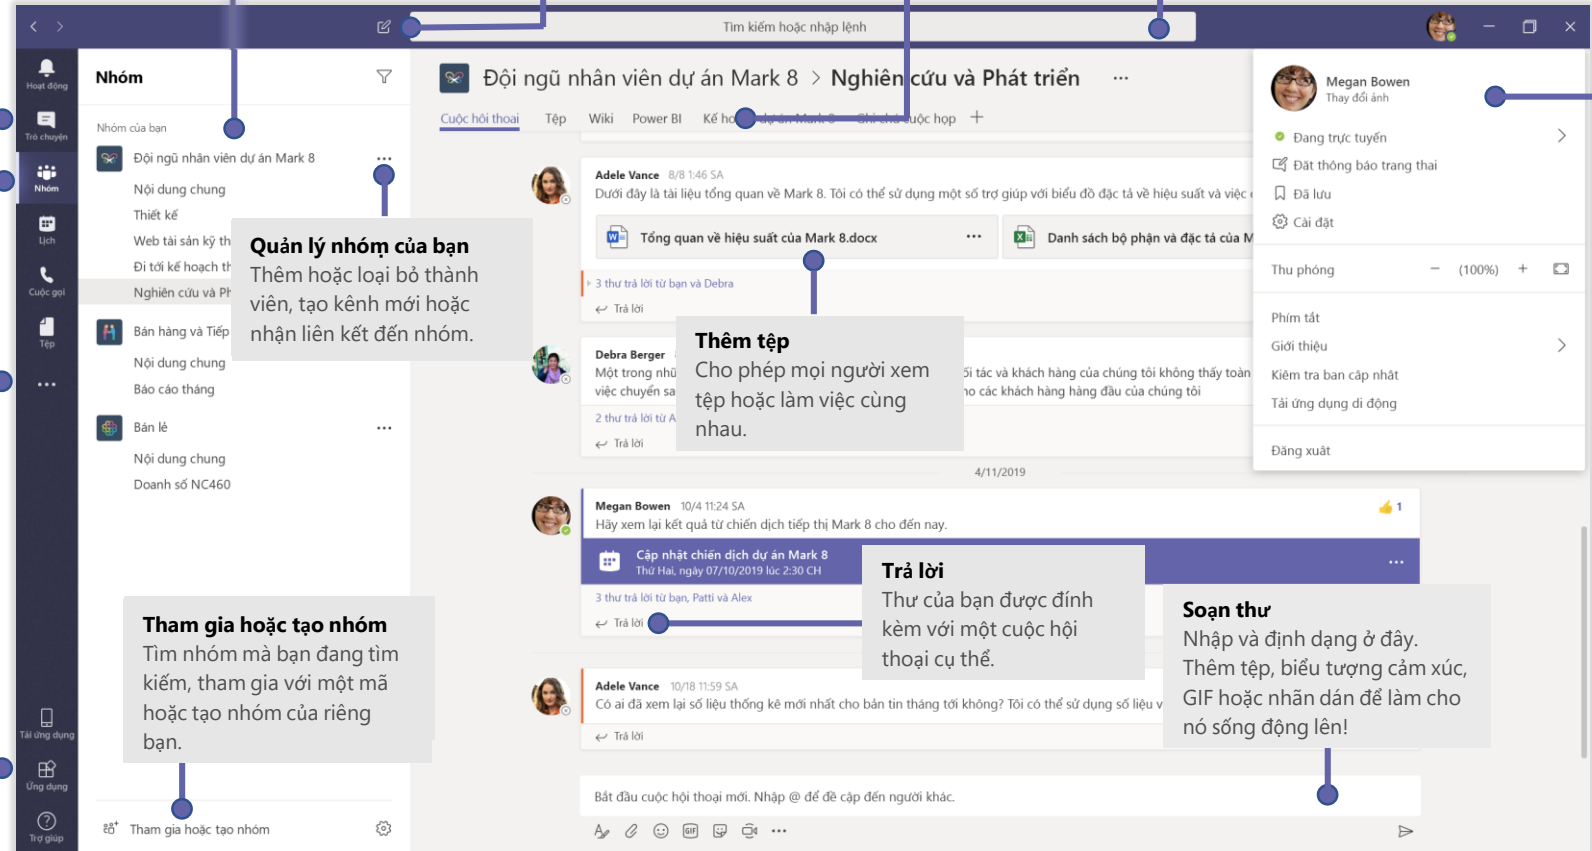 Tìm kiếm hoặc nhập lệnh
Hoạt động
Trò chuyện
Nhóm
Lịch
Cuộc gọi
Tệp
Tải ứng dụng
Ứng dụng
Trợ giúp
Nhóm
Nhóm của bạn
Đội ngũ nhân viên dự án Mark 8
Nội dung chung
Thiết kế
Web tài sản kỹ
Đi tới kế hoạch
Nghiên cứu và
Bán hàng và Tiếp
Nội dung chung
Báo cáo tháng
Bán lẻ
Nội dung chung
Doanh số NC460
Tham gia hoặc tạo nhóm
Quản lý nhóm của bạn
Thêm hoặc loại bỏ thành
viên, tạo kênh mới hoặc
nhận liên kết đến nhóm.
Tham gia hoặc tạo nhóm
Tìm nhóm mà bạn đang tìm
kiếm, tham gia với một mã
hoặc tạo nhóm của riêng
bạn.
Đội ngũ nhân viên dự án Mark 8 > Nghiên cứu và Phát triển
Cuộc hội thoại Tệp Wiki Power BI Kế dự án Mark 8 Ghi chú cuộc họp +
Adele Vance 8/8 1:46 SA
Dưới đây là tài liệu tổng quan về Mark 8. Tôi có thể sử dụng một số trợ giúp với biểu đồ đặc tả về hiệu suất và việc
Tổng quan về hiệu suất của Mark 8.docx
Danh sách bộ phận và đặc tả của
3 thư trả lời từ bạn và Debra
Trả lời
Thêm tệp
Cho phép mọi người xem
tệp hoặc làm việc cùng
nhau.
Debra Berger
Một trong tác và khách hàng của chúng tôi không thấy toàn
việc chuyển các khách hàng hàng đầu của chúng tôi
2 thư trả lời từ
Trả lời
4/11/2019
Megan Bowen 10/4 11:24 SA
Hãy xem lại kết quả từ chiến dịch tiếp thị Mark 8 cho đến nay.
1
Cập nhật chiến dịch dự án Mark 8
Thứ Hai, ngày 07/10/2019 lúc 2:30 CH
3 thư trả lời từ bạn, Patti và Alex
Trả lời
Trả lời
Thư của bạn được đính
kèm với một cuộc hội
thoại cụ thể.
Adele Vance 10/18 11:59 SA
Có ai đã xem lại số liệu thống kê mới nhất cho bản tin tháng tới không? Tôi có thể sử dụng số liệu
Trả lời
Soạn thư
Nhập và định dạng ở đây.
Thêm tệp, biểu tượng cảm xúc,
GIF hoặc nhãn dán để làm cho
nó sống động lên!
Bắt đầu cuộc hội thoại mới. Nhập @ để đề cập đến người khác.
GIF
Megan Bowen
Thay đổi ảnh
Đang trực tuyến
Đặt thông báo trang thai
Đã lưu
Cài đặt
Thu phóng − (100%) +
Phím tắt
Giới thiệu
Kiểm tra ban cập nhật
Tải ứng dụng di động
Đăng xuất